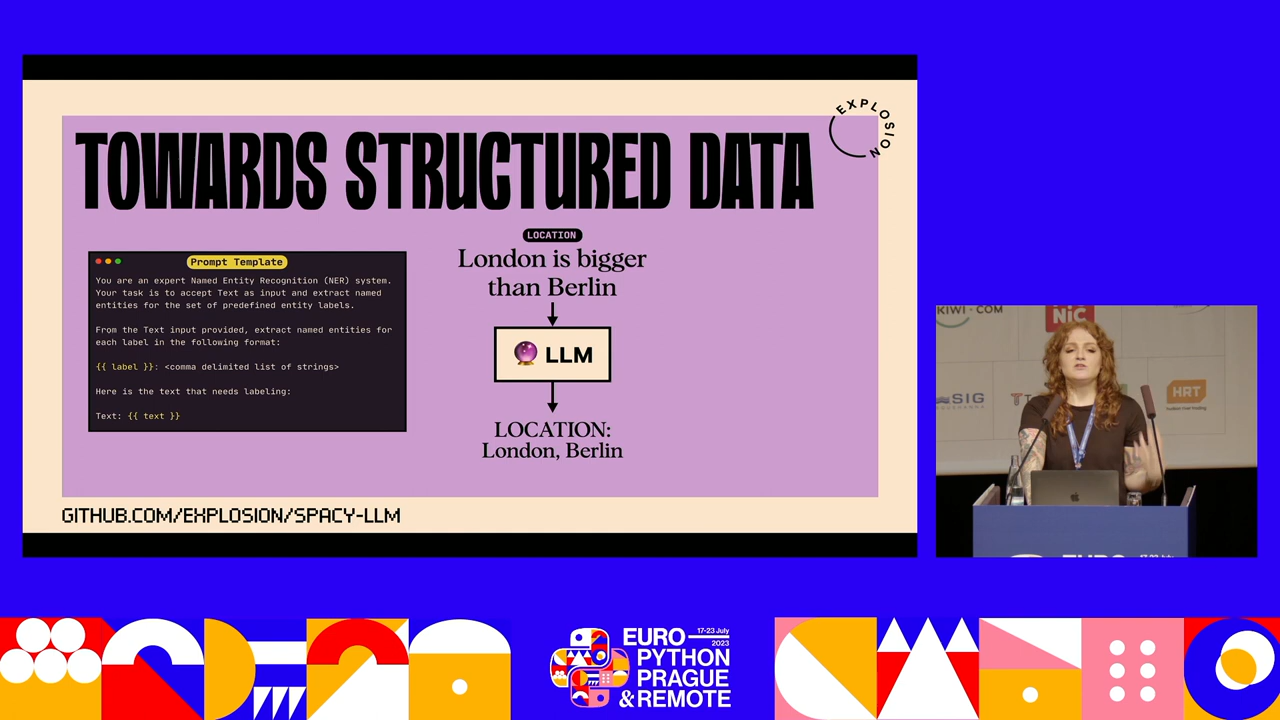 EXPLOSION
TOWARDS STRUCTURED DATA
Prompt Template
You are an expert Named Entity Recognition (NER) system.
Your task is to accept Text as input and extract named
entities for the set of predefined entity labels.
From the Text input provided, extract named entities for
each label in the following format:
{{ label }}: <comma delimited list of strings>
Here is the text that needs labeling:
Text: {{ text }}
LOCATION
London is bigger
than Berlin
LLM
LOCATION:
London, Berlin
GITHUB.COM/EXPLOSION/SPACY-LLM
KIWI-COM
NiC
SIG
HRT
EURO
17-23 July
2023
PYTHON
PRAGUE
& REMOTE